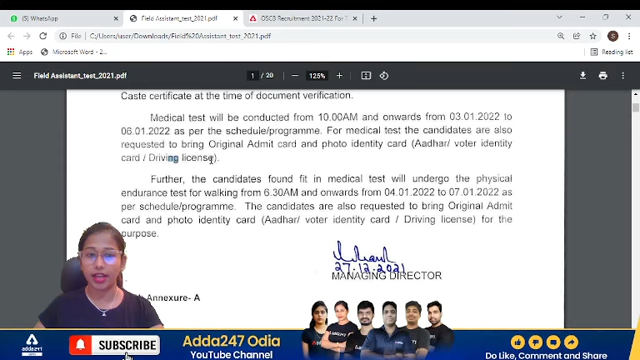 WhatsApp
Field Assistant_test_2021.pdf
OSCB Recruitment 2021-22 For T
File
C:/Users/user/Downloads/Field%20Assistant_test_2021.pdf
S
Apps
Microsoft Word - 2...
Reading list
Field Assistant_test_2021.pdf
1 / 20
125%
Caste certificate at the time of document verification.
Medical test will be conducted from 10.00AM and onwards from 03.01.2022 to
06.01.2022 as per the schedule/programme. For medical test the candidates are also
requested to bring Original Admit card and photo identity card (Aadhar/ voter identity
card / Driving license).
Further, the candidates found fit in medical test will undergo the physical
endurance test for walking from 6.30AM and onwards from 04.01.2022 to 07.01.2022 as
per schedule/programme. The candidates are also requested to bring Original Admit
card and photo identity card (Aadhar/ voter identity card / Driving license) for the
purpose.
27.12.2021
MANAGING DIRECTOR
Annexure- A
SUBSCRIBE
Adda247 Odia
YouTube Channel
Do Like, Comment and Share